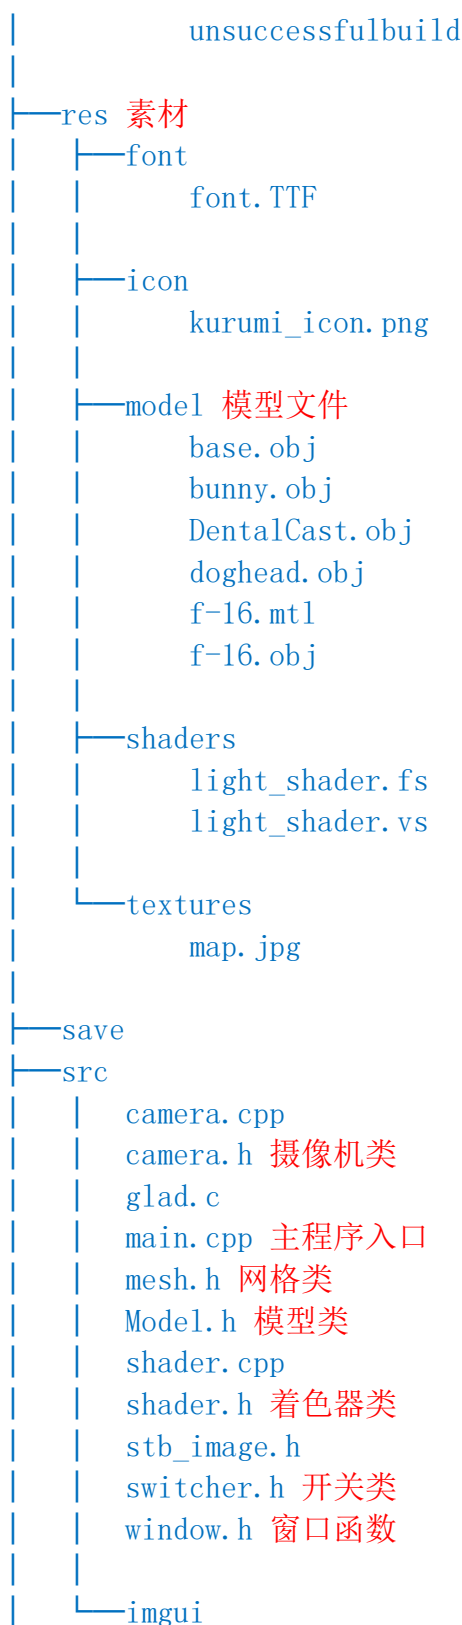 unsuccessfulbuild
res 素材
font
font.TTF
icon
kurumi_icon.png
model 模型文件
base.obj
bunny.obj
DentalCast.obj
doghead.obj
f-16.mtl
f-16.obj
shaders
light_shader.fs
light_shader.vs
textures
map.jpg
save
src
camera.cpp
camera.h 摄像机类
glad.c
main.cpp 主程序入口
mesh.h 网格类
Model.h 模型类
shader.cpp
shader.h 着色器类
stb_image.h
switcher.h 开关类
window.h 窗口函数
imgui